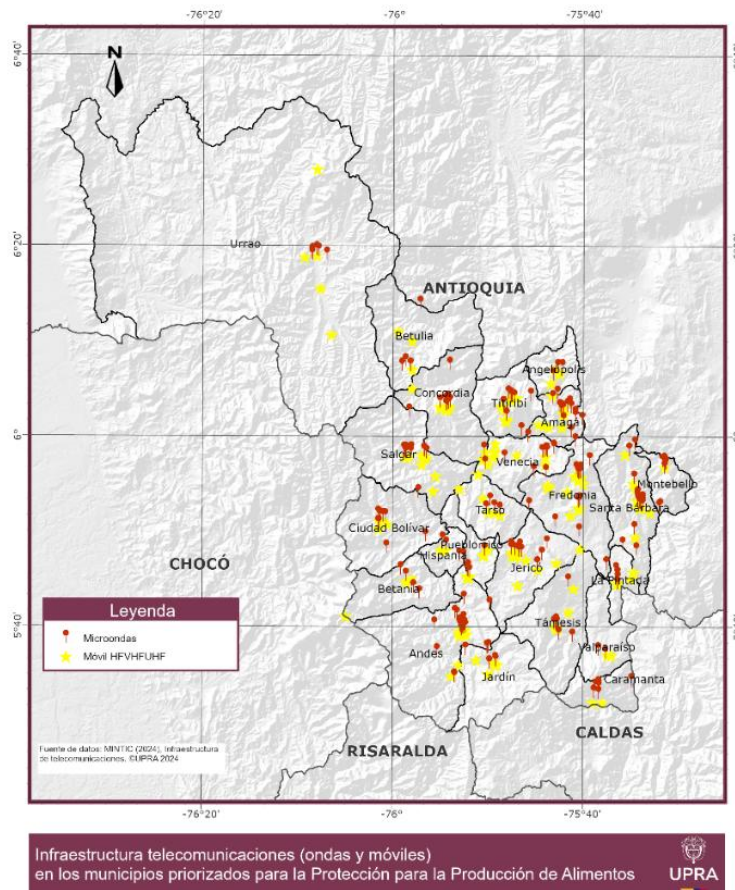 -76°20'
-76°
-75°40'
6°40'
N
6°20'
Urrao
ANTIOQUIA
Betulia
Angelópolis
Concordia
Titiribí
Amagá
6°
Salgar
Venecia
Montebello
Fredonia
Santa Bárbara
Tarso
Ciudad Bolívar
Pueblorrico
Hispania
Jericó
CHOCÓ
La Pintada
Betania
Leyenda
Microondas
Móvil HFVHFUHF
5°40'
Támesis
Andes
Valparaíso
Jardín
Caramanta
CALDAS
RISARALDA
Fuente de datos: MINTIC (2024), Infraestructura
de telecomunicaciones. ©UPRA 2024
-76°20'
-76°
-75°40'
Infraestructura telecomunicaciones (ondas y móviles)
en los municipios priorizados para la Protección para la Producción de Alimentos
UPRA